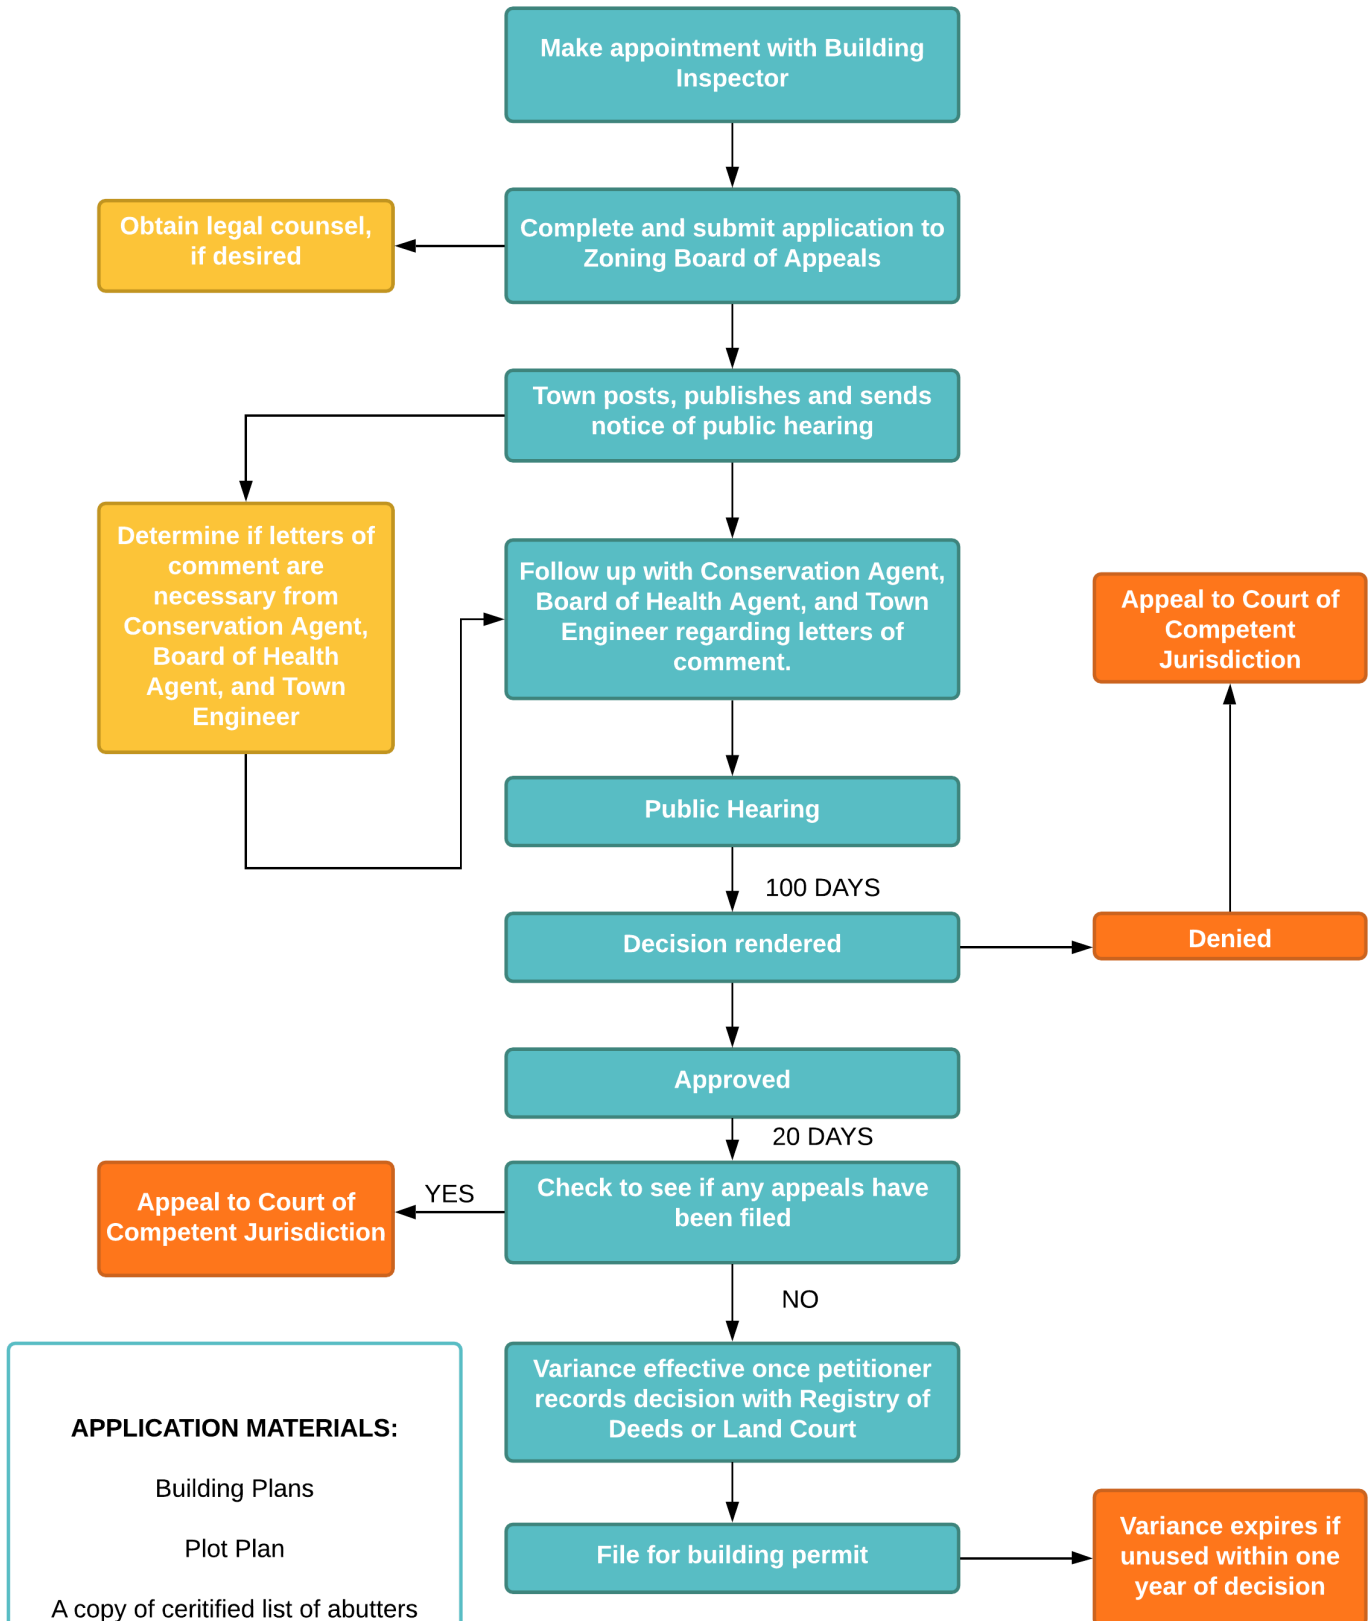 Make appointment with Building
Inspector
Obtain legal counsel,
if desired
Complete and submit application to
Zoning Board of Appeals
Town posts, publishes and sends
notice of public hearing
Determine if letters of
comment are
necessary from
Conservation Agent,
Board of Health
Agent, and Town
Engineer
Follow up with Conservation Agent,
Board of Health Agent, and Town
Engineer regarding letters of
comment.
Appeal to Court of
Competent
Jurisdiction
Public Hearing
100 DAYS
Decision rendered
Denied
Approved
20 DAYS
Appeal to Court of
Competent Jurisdiction
YES
Check to see if any appeals have
been filed
NO
Variance effective once petitioner
records decision with Registry of
Deeds or Land Court
APPLICATION MATERIALS:
Building Plans
Plot Plan
A copy of ceritified list of abutters
File for building permit
Variance expires if
unused within one
year of decision